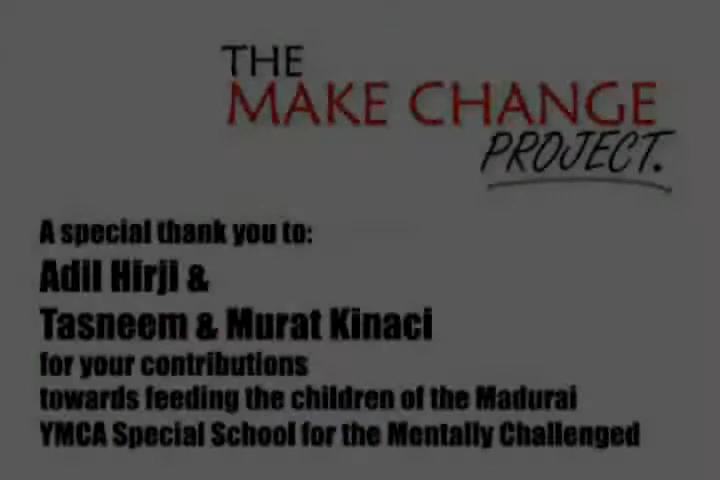 THE
MAKE CHANGE
PROJECT.
A special thank you to:
Adil Hirji &
Tasneem & Murat Kinaci
for your contributions
towards feeding the children of the Madurai
YMCA Special School for the Mentally Challenged